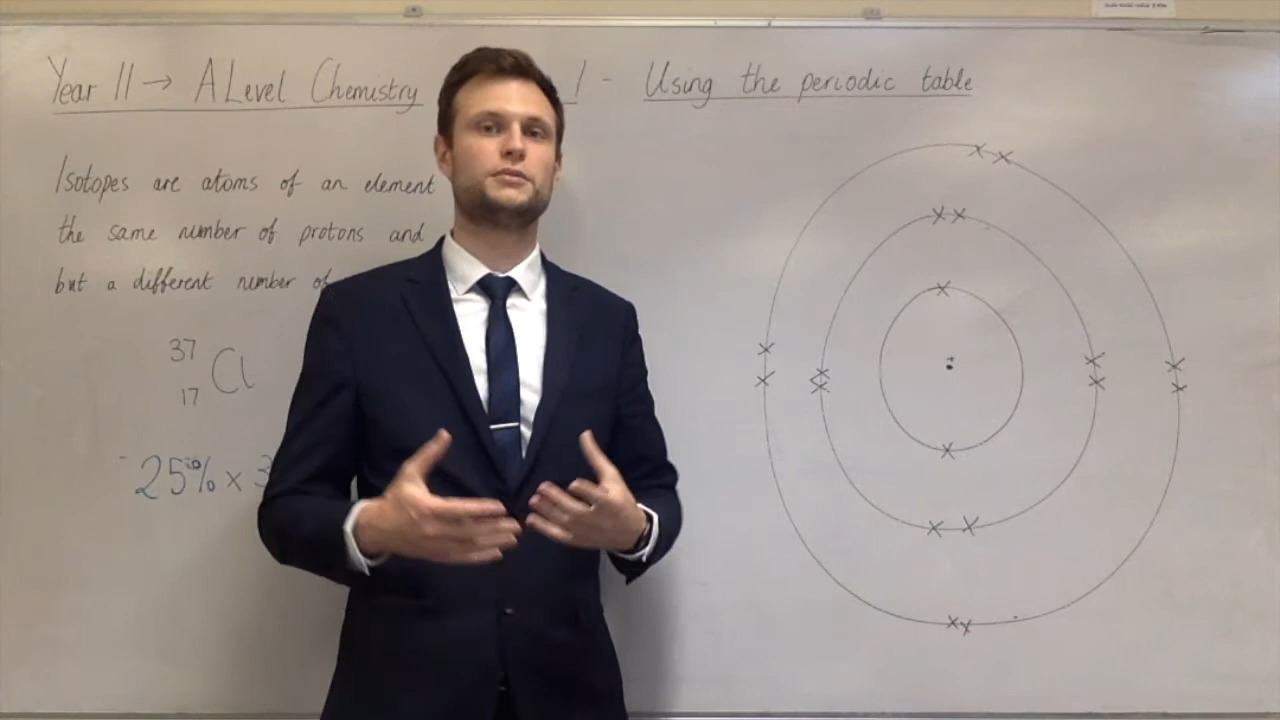 Year 11 → A Level Chemistry 1 - Using the periodic table
Isotopes are atoms of an element
the same number of protons and
but a different number of
37
Cl
17
25% × 3